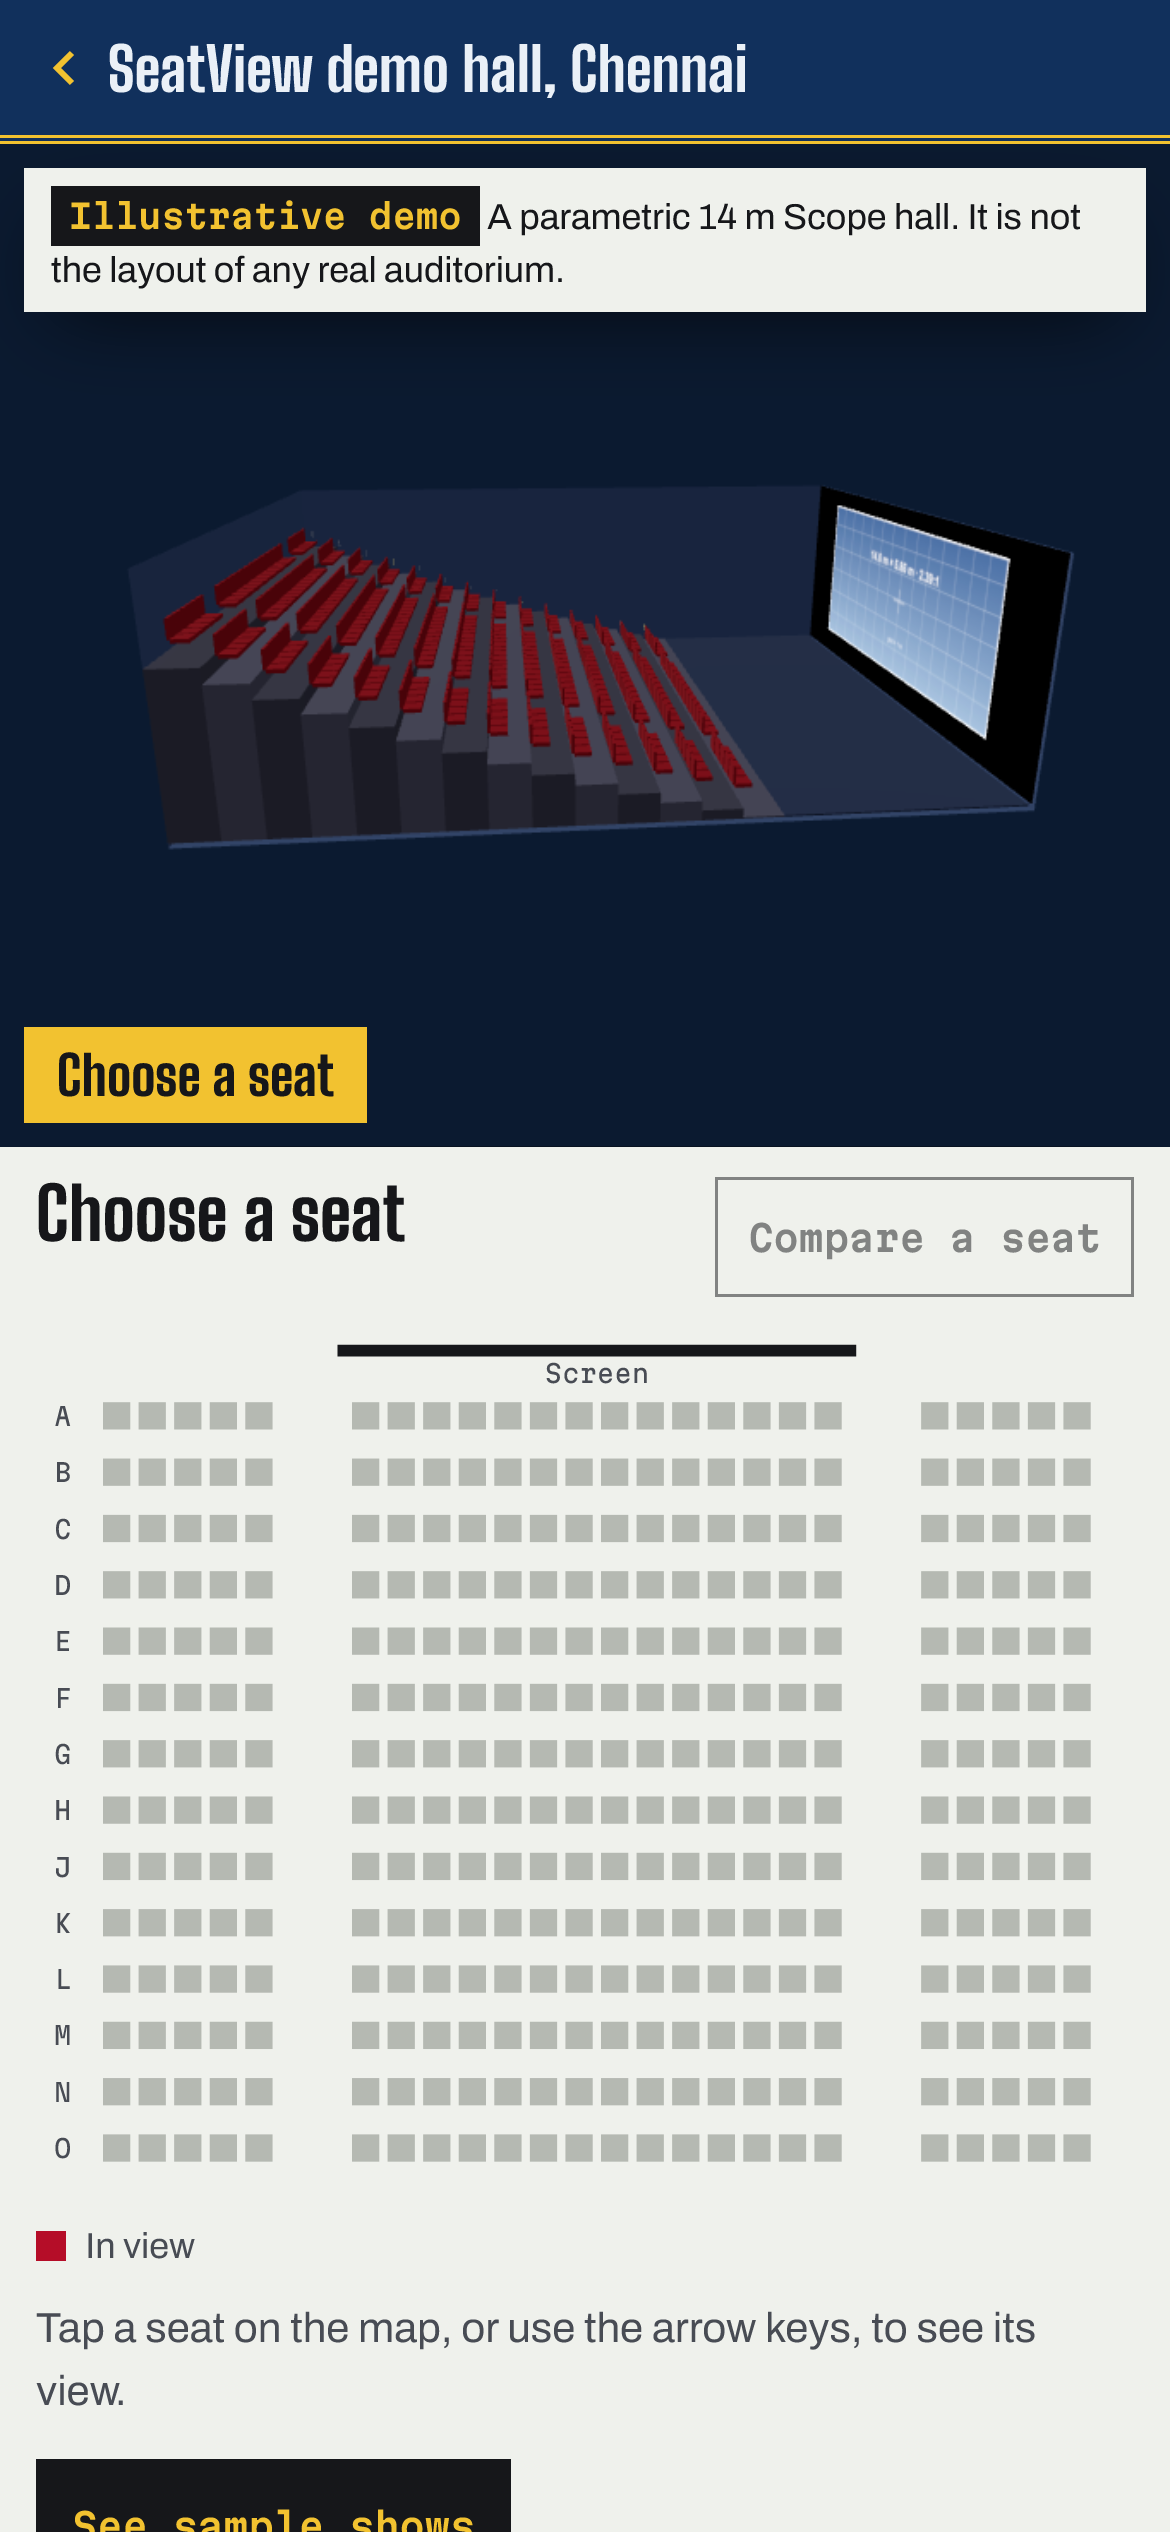 SeatView demo hall, Chennai
Illustrative demo A parametric 14 m Scope hall. It is not
the layout of any real auditorium.
Choose a seat
Choose a seat
Compare a seat
Screen
A
B
C
D
E
F
G
H
J
K
L
M
N
O
In view
Tap a seat on the map, or use the arrow keys, to see its
view.
See sample shows